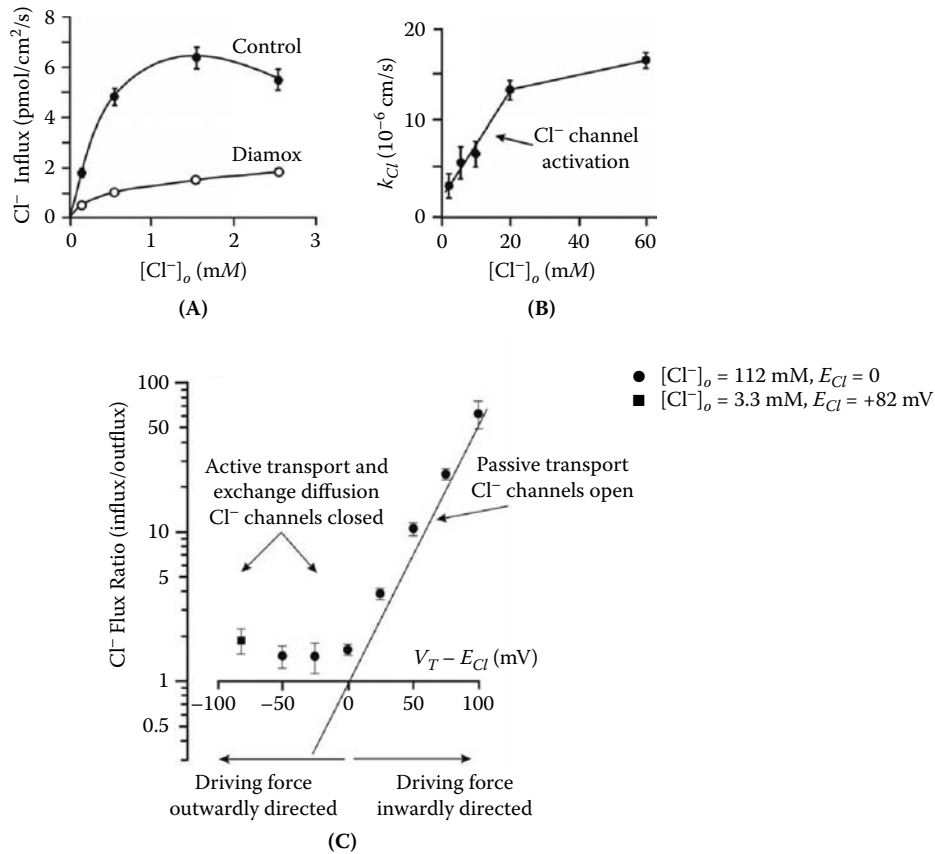 Cl⁻ Influx (pmol/cm²/s)
8
6
4
2
0
Control
Diamox
0
1
2
3
[Cl⁻]ₒ (mM)
(A)
k_Cl (10⁻⁶ cm/s)
20
15
10
5
0
Cl⁻ channel
activation
0
20
40
60
[Cl⁻]ₒ (mM)
(B)
● [Cl⁻]ₒ = 112 mM, E_Cl = 0
■ [Cl⁻]ₒ = 3.3 mM, E_Cl = +82 mV
Cl⁻ Flux Ratio (influx/outflux)
100
50
10
5
1
0.5
Active transport and
exchange diffusion
Cl⁻ channels closed
Passive transport
Cl⁻ channels open
V_T – E_Cl (mV)
−100
−50
0
50
100
Driving force
outwardly directed
Driving force
inwardly directed
(C)